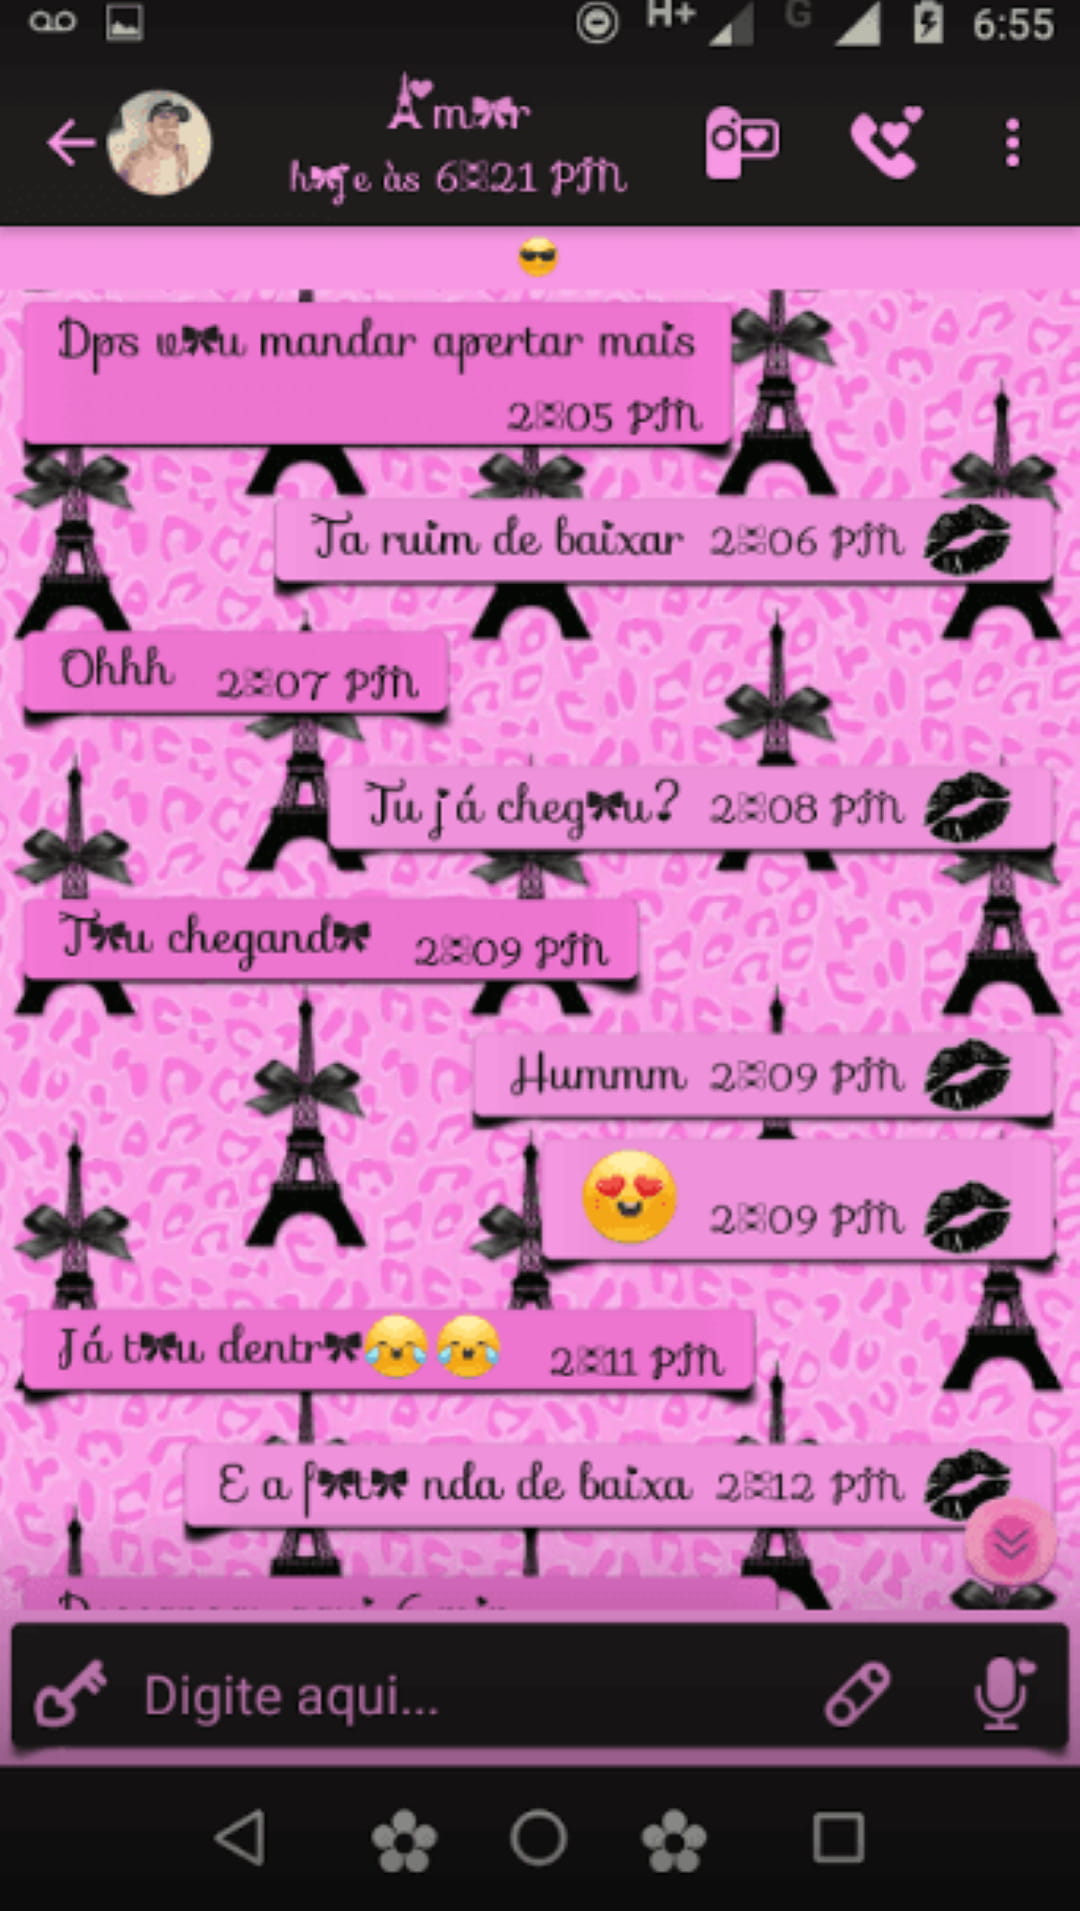 H+ G 6:55
Amor
hoje às 6:21 PM
Dps vou mandar apertar mais
2:05 PM
Ta ruim de baixar 2:06 PM
Ohhh 2:07 PM
Tu já chegou? 2:08 PM
Tou chegando 2:09 PM
Hummm 2:09 PM
😍 2:09 PM
Já tou dentro😂😂 2:11 PM
E a foto nda de baixa 2:12 PM
Digite aqui...